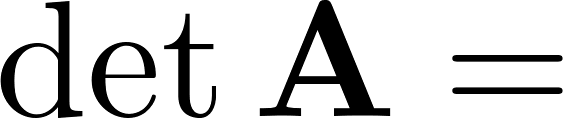 det A =